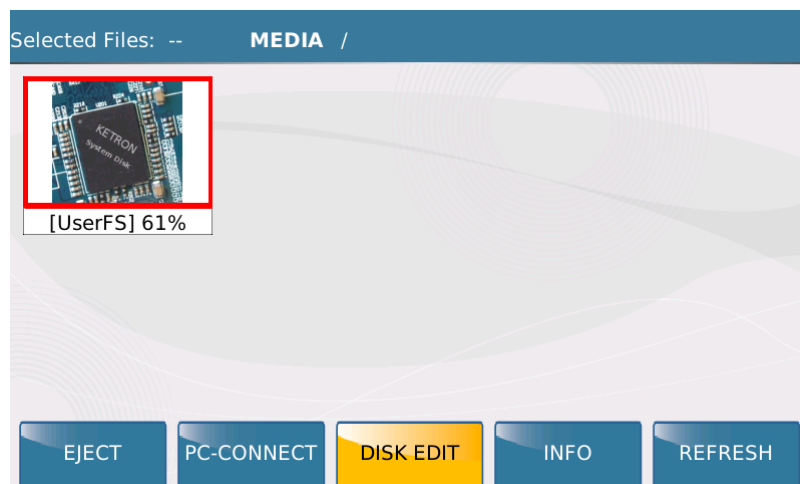 Selected Files: -- MEDIA /
KETRON
System Disk
[UserFS] 61%
EJECT PC-CONNECT DISK EDIT INFO REFRESH